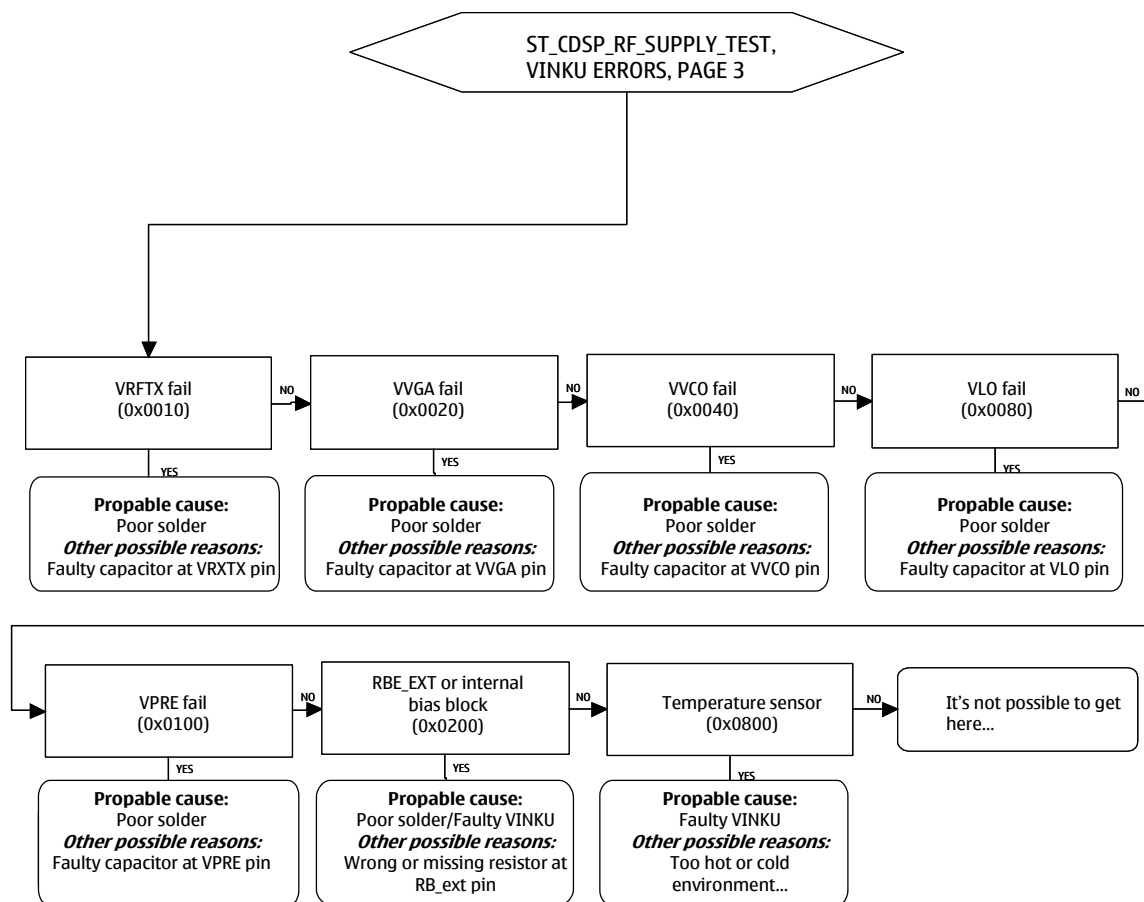 ST_CDSP_RF_SUPPLY_TEST,
VINKU ERRORS, PAGE 3
VRFTX fail
(0x0010)
NO
VVGA fail
(0x0020)
NO
VVCO fail
(0x0040)
NO
VLO fail
(0x0080)
NO
YES
Propable cause:
Poor solder
Other possible reasons:
Faulty capacitor at VRXTX pin
YES
Propable cause:
Poor solder
Other possible reasons:
Faulty capacitor at VVGA pin
YES
Propable cause:
Poor solder
Other possible reasons:
Faulty capacitor at VVCO pin
YES
Propable cause:
Poor solder
Other possible reasons:
Faulty capacitor at VLO pin
VPRE fail
(0x0100)
NO
RBE_EXT or internal
bias block
(0x0200)
NO
Temperature sensor
(0x0800)
NO
It's not possible to get
here...
YES
Propable cause:
Poor solder
Other possible reasons:
Faulty capacitor at VPRE pin
YES
Propable cause:
Poor solder/Faulty VINKU
Other possible reasons:
Wrong or missing resistor at
RB_ext pin
YES
Propable cause:
Faulty VINKU
Other possible reasons:
Too hot or cold
environment...